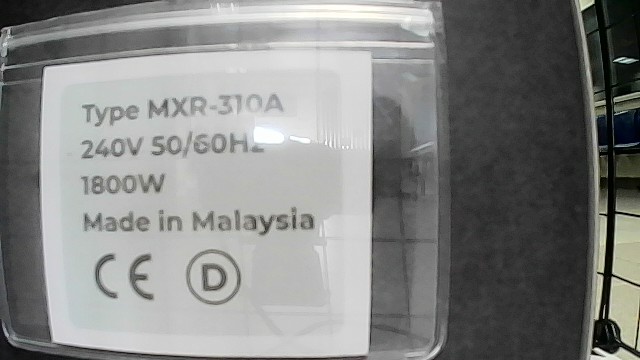 Type MXR-310A
240V 50/60Hz
1800W
Made in Malaysia
CE D